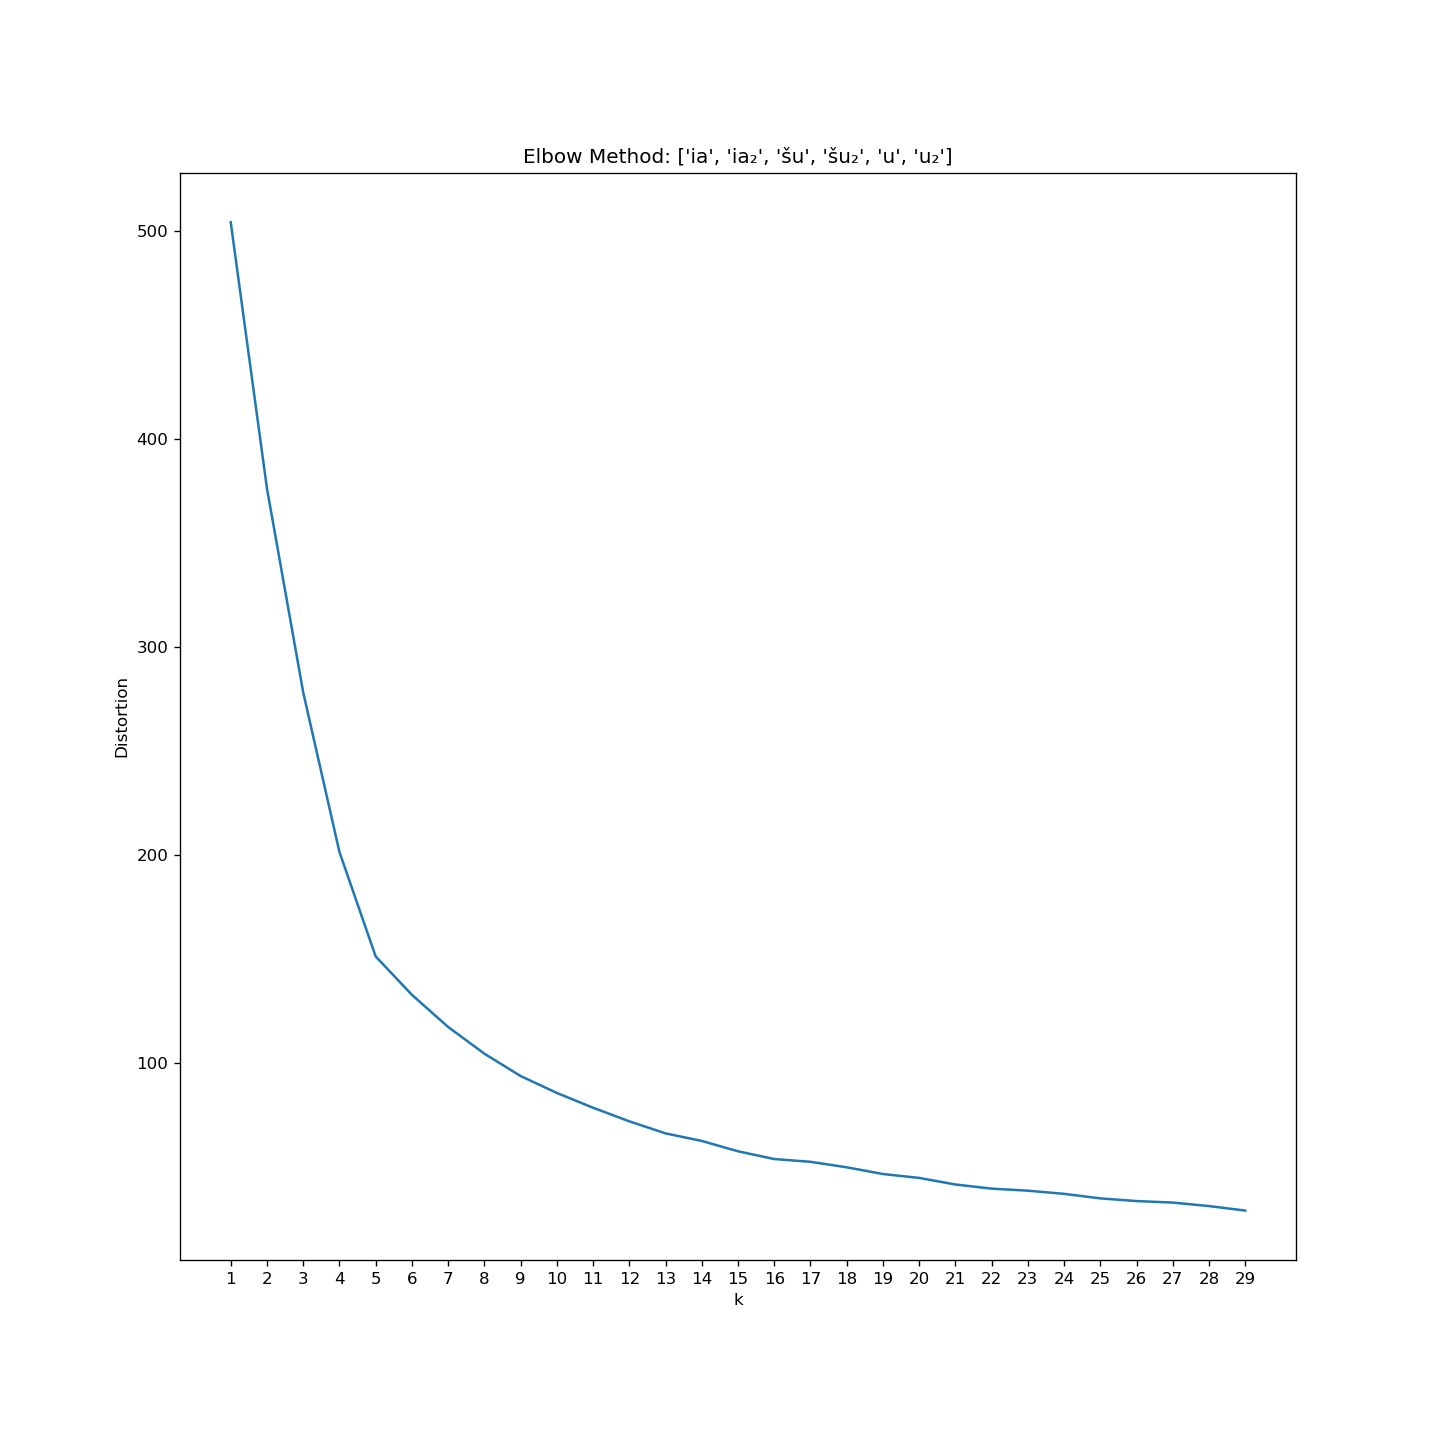 Elbow Method: ['ia', 'ia₂', 'šu', 'šu₂', 'u', 'u₂']
500
400
300
200
100
Distortion
1 2 3 4 5 6 7 8 9 10 11 12 13 14 15 16 17 18 19 20 21 22 23 24 25 26 27 28 29
k